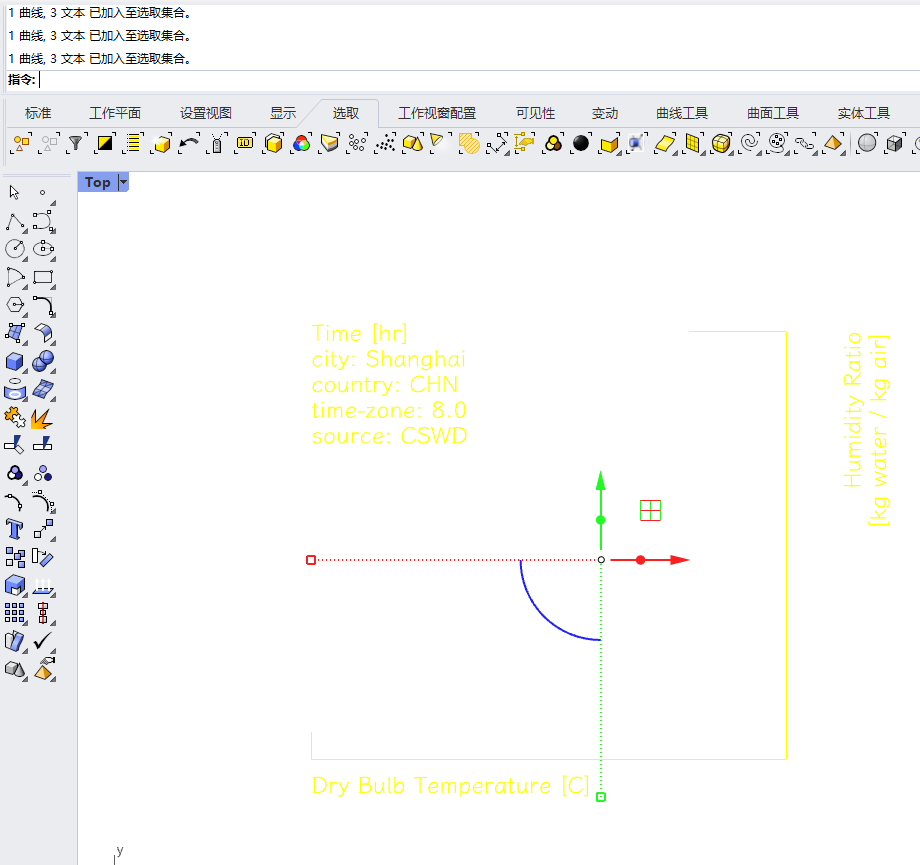 1 曲线, 3 文本 已加入至选取集合。
1 曲线, 3 文本 已加入至选取集合。
1 曲线, 3 文本 已加入至选取集合。
指令:
标准 工作平面 设置视图 显示 选取 工作视窗配置 可见性 变动 曲线工具 曲面工具 实体工具
ID
Top
Time [hr]
city: Shanghai
country: CHN
time-zone: 8.0
source: CSWD
Humidity Ratio
[kg water / kg air]
Dry Bulb Temperature [C]
y